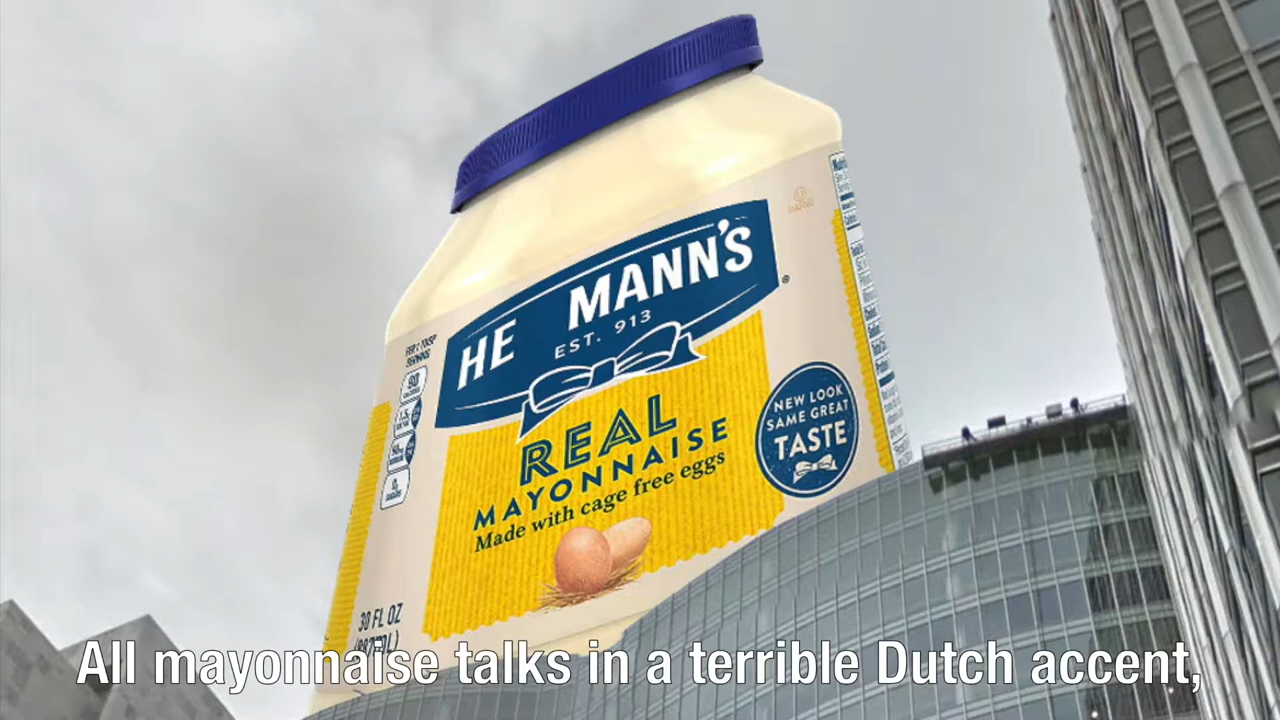 HE MANN'S
EST. 913
REAL
MAYONNAISE
Made with cage free eggs
NEW LOOK
SAME GREAT
TASTE
30 FL OZ
All mayonnaise talks in a terrible Dutch accent,